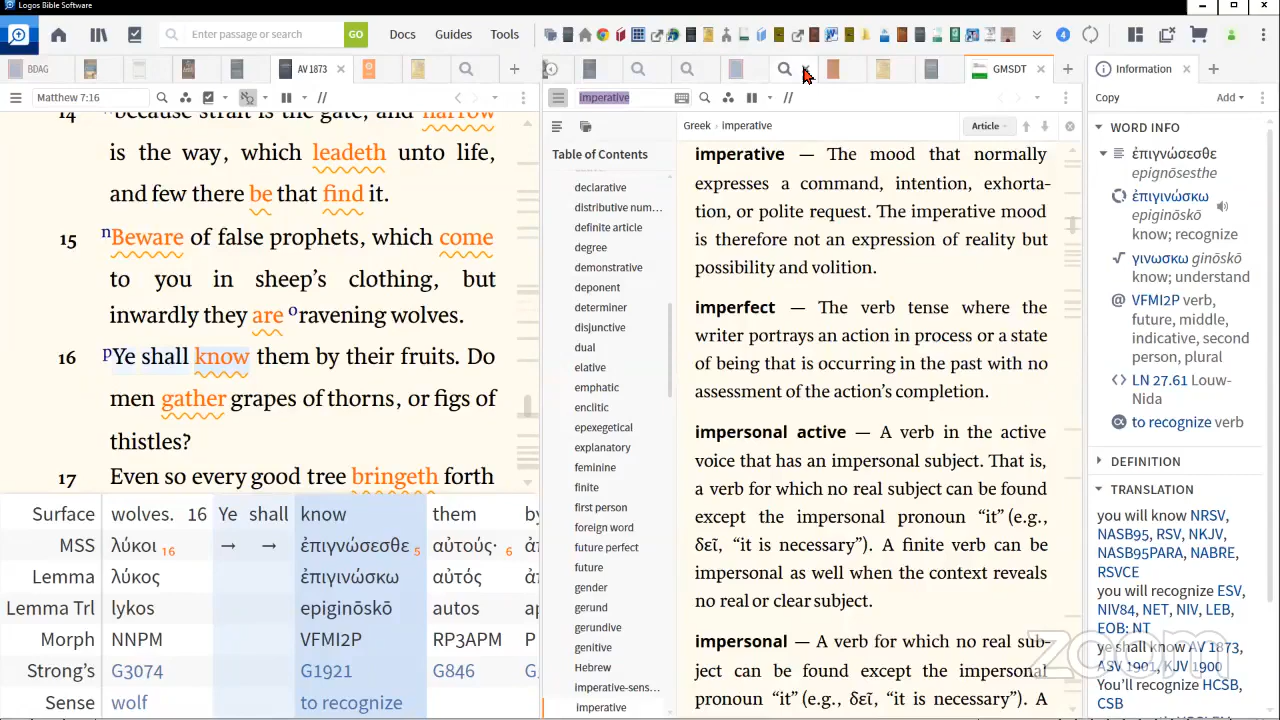 Logos Bible Software
Enter passage or search
GO
Docs
Guides
Tools
4
BDAG
AV 1873
GMSDT
Information
Matthew 7:16
imperative
Copy
Add
Greek › imperative
Article
Table of Contents
declarative
distributive num…
definite article
degree
demonstrative
deponent
determiner
disjunctive
dual
elative
emphatic
enclitic
epexegetical
explanatory
feminine
finite
first person
foreign word
future perfect
future
gender
gerund
gerundive
genitive
Hebrew
imperative-sens…
imperative
14 because strait is the gate, and narrow
is the way, which leadeth unto life,
and few there be that find it.
15 nBeware of false prophets, which come
to you in sheep's clothing, but
inwardly they are oravening wolves.
16 pYe shall know them by their fruits. Do
men gather grapes of thorns, or figs of
thistles?
17 Even so every good tree bringeth forth
Surface wolves. 16 Ye shall know them by
MSS λύκοι 16 → → ἐπιγνώσεσθε 5 αὐτούς· 6
Lemma λύκος ἐπιγινώσκω αὐτός
Lemma Trl lykos epiginōskō autos
Morph NNPM VFMI2P RP3APM P
Strong's G3074 G1921 G846
Sense wolf to recognize
imperative — The mood that normally
expresses a command, intention, exhorta-
tion, or polite request. The imperative mood
is therefore not an expression of reality but
possibility and volition.
imperfect — The verb tense where the
writer portrays an action in process or a state
of being that is occurring in the past with no
assessment of the action's completion.
impersonal active — A verb in the active
voice that has an impersonal subject. That is,
a verb for which no real subject can be found
except the impersonal pronoun “it” (e.g.,
δεῖ, “it is necessary”). A finite verb can be
impersonal as well when the context reveals
no real or clear subject.
impersonal — A verb for which no real sub-
ject can be found except the impersonal
pronoun “it” (e.g., δεῖ, “it is necessary”). A
WORD INFO
ἐπιγνώσεσθε
epignōsesthe
ἐπιγινώσκω
epiginōskō
know; recognize
γινωσκω ginōskō
know; understand
VFMI2P verb,
future, middle,
indicative, second
person, plural
LN 27.61 Louw-
Nida
to recognize verb
DEFINITION
TRANSLATION
you will know NRSV,
NASB95, RSV, NKJV,
NASB95PARA, NABRE,
RSVCE
you will recognize ESV,
NIV84, NET, NIV, LEB,
EOB: NT
ye shall know AV 1873,
ASV 1901, KJV 1900
You'll recognize HCSB,
CSB
zoom